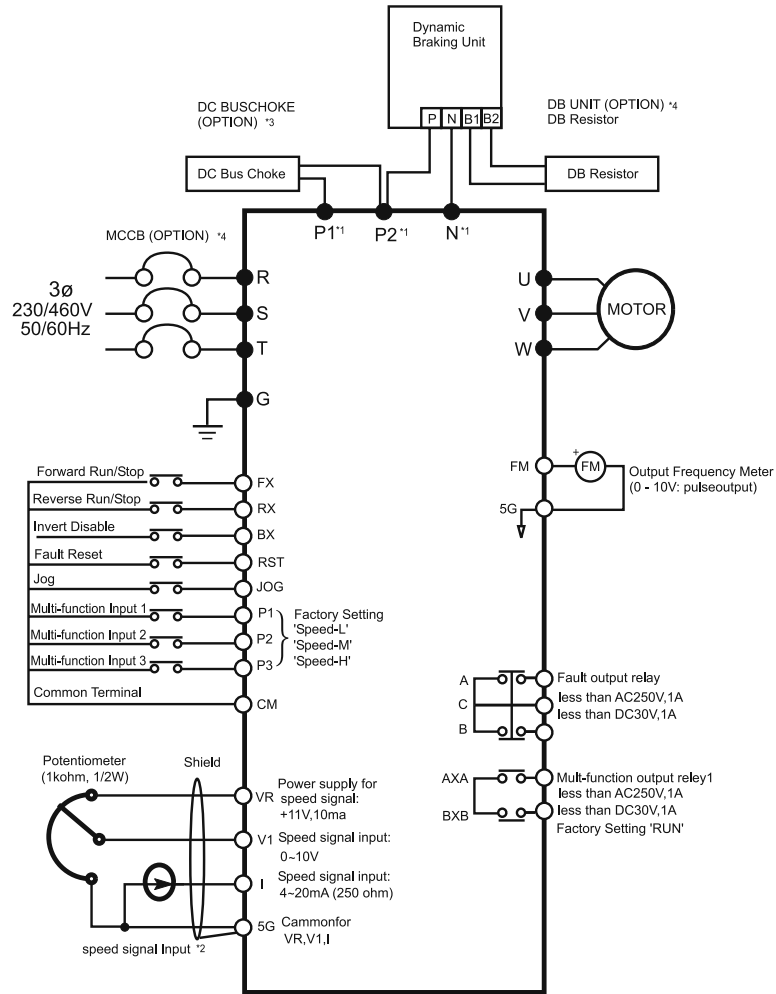 Dynamic
Braking Unit
P N B1 B2
DC BUSCHOKE
(OPTION) *3
DB UNIT (OPTION) *4
DB Resistor
DC Bus Choke
DB Resistor
P1*1
P2*1
N*1
MCCB (OPTION) *4
3ø
230/460V
50/60Hz
R
S
T
G
U
V
W
MOTOR
Forward Run/Stop
FX
Reverse Run/Stop
RX
Invert Disable
BX
Fault Reset
RST
Jog
JOG
Multi-function Input 1
P1
Multi-function Input 2
P2
Multi-function Input 3
P3
Factory Setting
'Speed-L'
'Speed-M'
'Speed-H'
Common Terminal
CM
FM
+
FM
5G
Output Frequency Meter
(0 - 10V: pulseoutput)
A
C
B
Fault output relay
less than AC250V,1A
less than DC30V,1A
AXA
BXB
Mult-function output reley1
less than AC250V,1A
less than DC30V,1A
Factory Setting 'RUN'
Potentiometer
(1kohm, 1/2W)
Shield
VR
Power supply for
speed signal:
+11V,10ma
V1
Speed signal input:
0~10V
I
Speed signal input:
4~20mA (250 ohm)
5G
Cammonfor
VR,V1,I
speed signal Input *2